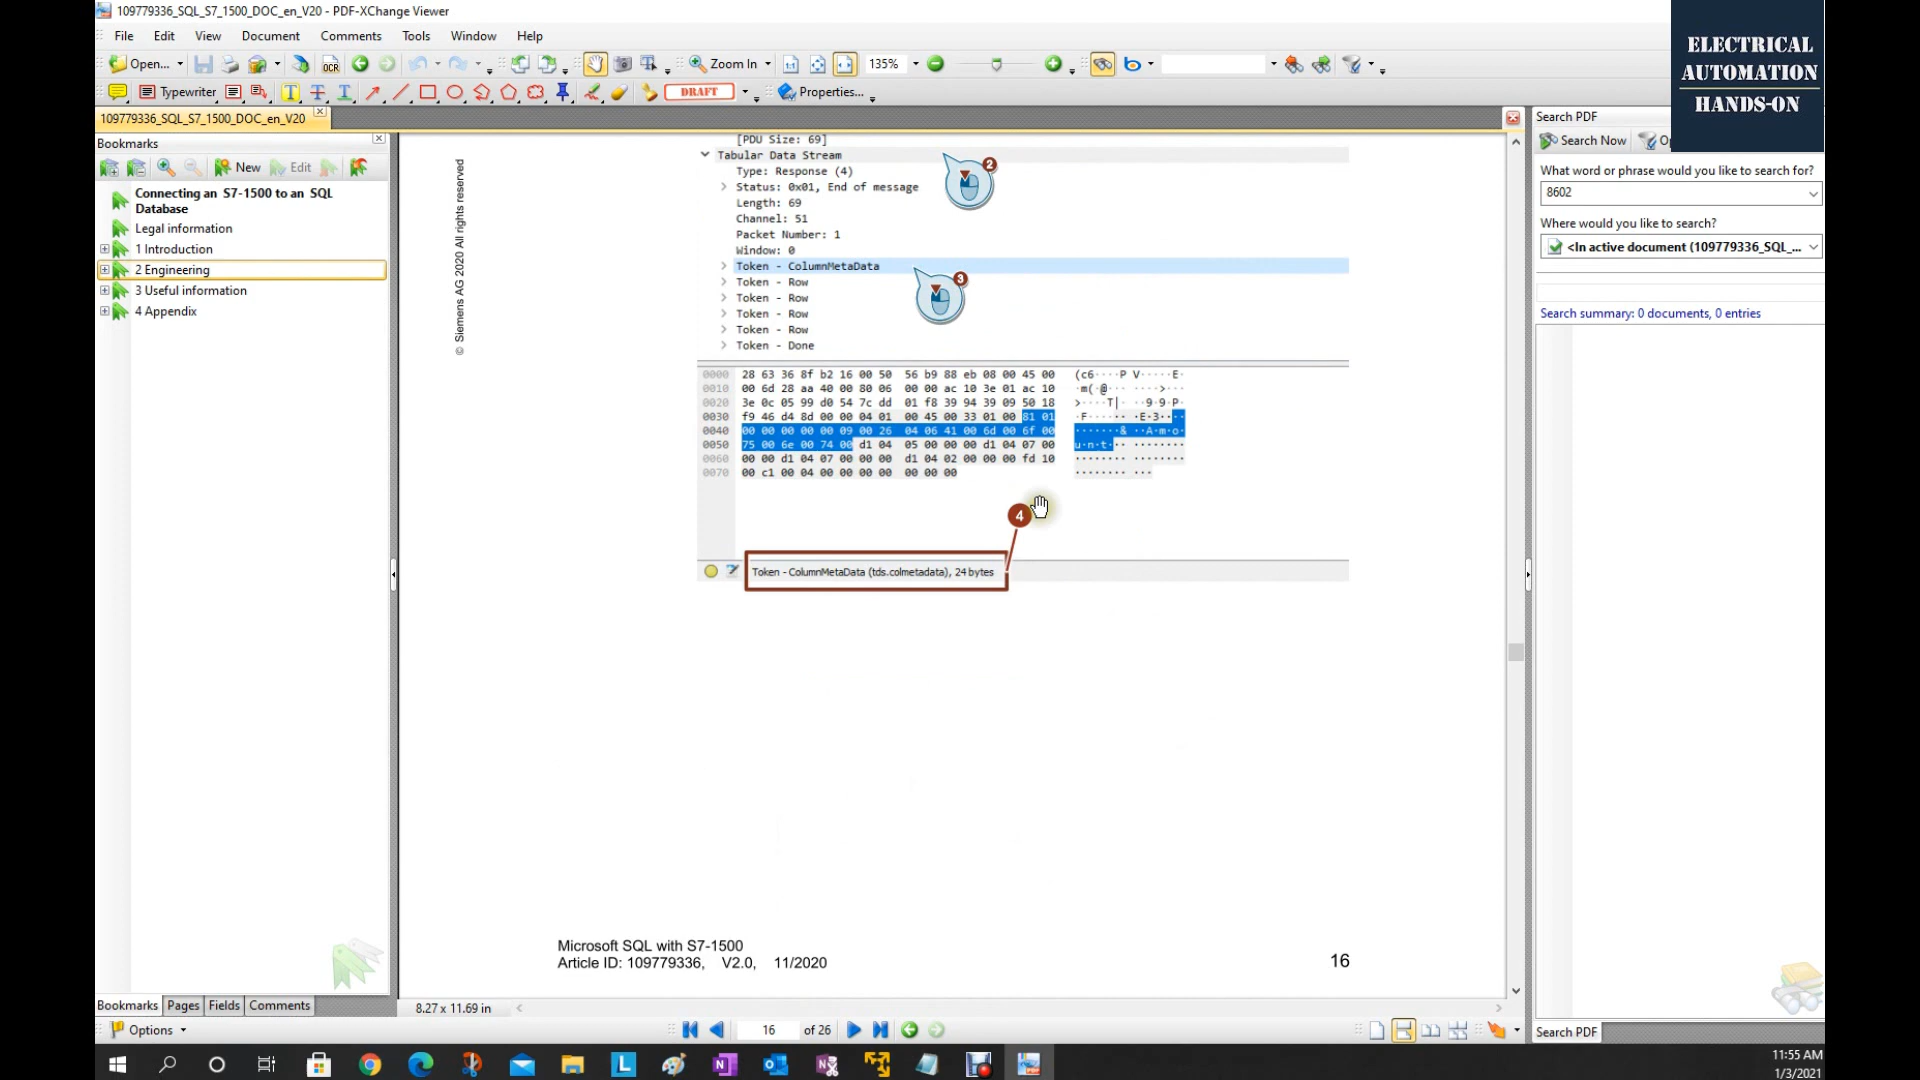 109779336_SQL_S7_1500_DOC_en_V20 - PDF-XChange Viewer
File Edit View Document Comments Tools Window Help
Open... OCR Zoom In 135%
Typewriter DRAFT Properties...
ELECTRICAL
AUTOMATION
HANDS-ON
109779336_SQL_S7_1500_DOC_en_V20
Bookmarks
New Edit
Connecting an S7-1500 to an SQL
Database
Legal information
1 Introduction
2 Engineering
3 Useful information
4 Appendix
© Siemens AG 2020 All rights reserved
[PDU Size: 69]
Tabular Data Stream
Type: Response (4)
Status: 0x01, End of message
Length: 69
Channel: 51
Packet Number: 1
Window: 0
Token - ColumnMetaData
Token - Row
Token - Row
Token - Row
Token - Row
Token - Done
2
3
0000 28 63 36 8f b2 16 00 50 56 b9 88 eb 08 00 45 00 (c6····P V·····E·
0010 00 6d 28 aa 40 00 80 06 00 00 ac 10 3e 01 ac 10 ·m(·@··· ····>···
0020 3e 0c 05 99 d0 54 7c dd 01 f8 39 94 39 09 50 18 >····T|· ··9·9·P·
0030 f9 46 d4 8d 00 00 04 01 00 45 00 33 01 00 81 01 ·F······ ·E·3····
0040 00 00 00 00 00 09 00 26 04 06 41 00 6d 00 6f 00 ·······& ··A·m·o·
0050 75 00 6e 00 74 00 d1 04 05 00 00 00 d1 04 07 00 u·n·t··· ········
0060 00 00 d1 04 07 00 00 00 d1 04 02 00 00 00 fd 10 ········ ········
0070 00 c1 00 04 00 00 00 00 00 00 00 ········ ···
4
Token - ColumnMetaData (tds.colmetadata), 24 bytes
Microsoft SQL with S7-1500
Article ID: 109779336, V2.0, 11/2020
16
Search PDF
Search Now
What word or phrase would you like to search for?
8602
Where would you like to search?
<In active document (109779336_SQL_...
Search summary: 0 documents, 0 entries
Bookmarks Pages Fields Comments
8.27 x 11.69 in
Options
16 of 26
Search PDF
11:55 AM
1/3/2021